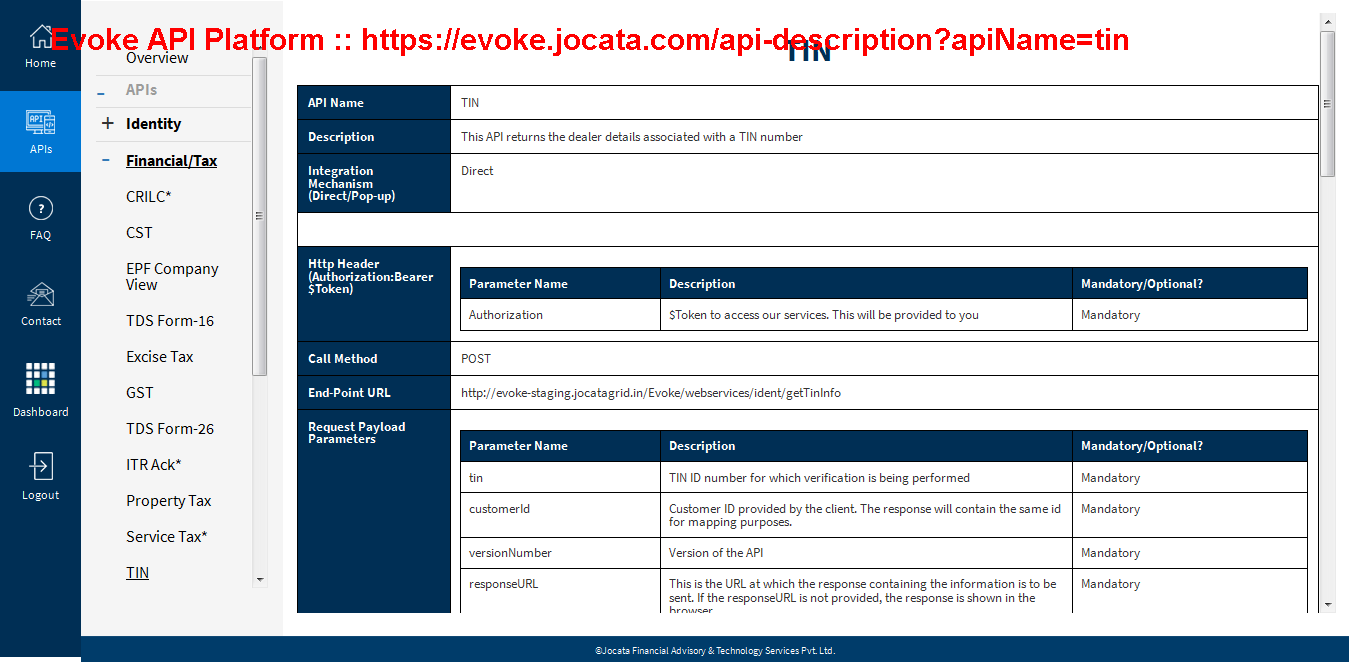 Evoke API Platform :: https://evoke.jocata.com/api-description?apiName=tin
Home
APIs
FAQ
Contact
Dashboard
Logout
Overview
APIs
Identity
Financial/Tax
CRILC*
CST
EPF Company
View
TDS Form-16
Excise Tax
GST
TDS Form-26
ITR Ack*
Property Tax
Service Tax*
TIN
TIN
API Name TIN
Description This API returns the dealer details associated with a TIN number
Integration Direct
Mechanism
(Direct/Pop-up)
Http Header
(Authorization:Bearer
$Token)
Parameter Name Description Mandatory/Optional?
Authorization $Token to access our services. This will be provided to you Mandatory
Call Method POST
End-Point URL http://evoke-staging.jocatagrid.in/Evoke/webservices/ident/getTinInfo
Request Payload
Parameters
Parameter Name Description Mandatory/Optional?
tin TIN ID number for which verification is being performed Mandatory
customerId Customer ID provided by the client. The response will contain the same id Mandatory
for mapping purposes.
versionNumber Version of the API Mandatory
responseURL This is the URL at which the response containing the information is to be Mandatory
sent. If the responseURL is not provided, the response is shown in the
browser
©Jocata Financial Advisory & Technology Services Pvt. Ltd.